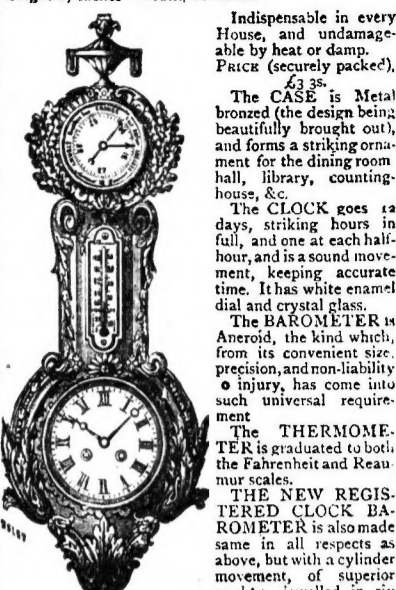 Indispensable in every
House, and undamage-
able by heat or damp.
PRICE (securely packed),
£3 3s.
The CASE is Metal
bronzed (the design being
beautifully brought out),
and forms a striking orna-
ment for the dining room
hall, library, counting-
house, &c.
The CLOCK goes 12
days, striking hours in
full, and one at each half-
hour, and is a sound move-
ment, keeping accurate
time. It has white enamel
dial and crystal glass.
The BAROMETER is
Aneroid, the kind which,
from its convenient size,
precision, and non-liability
o injury, has come into
such universal require-
ment
The THERMOME-
TER is graduated to both
the Fahrenheit and Reau
mur scales.
THE NEW REGIS-
TERED CLOCK BA-
ROMETER is also made
same in all respects as
above, but with a cylinder
movement, of superior